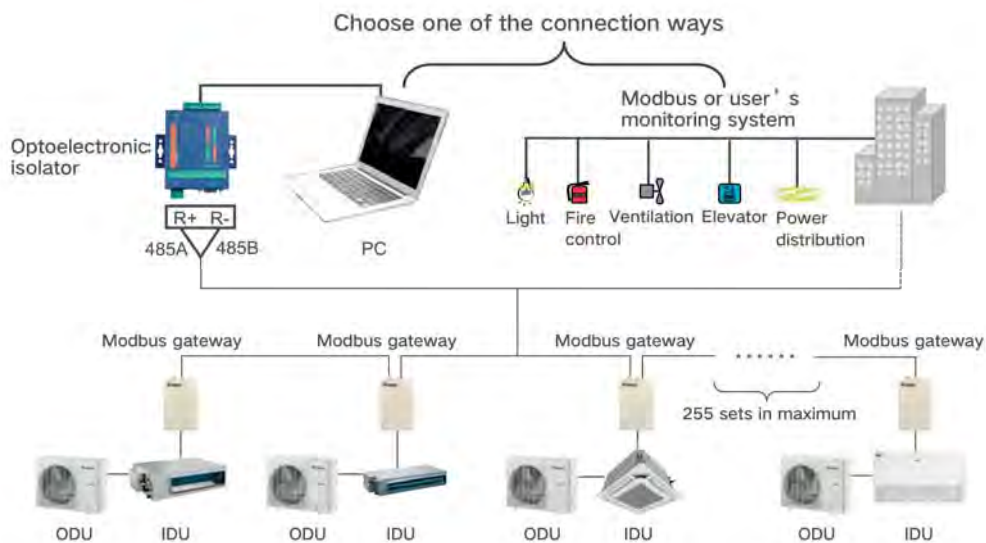 Choose one of the connection ways
Modbus or user's
monitoring system
Optoelectronic
isolator
R+ R-
485A 485B
PC
Light
Fire
control
Ventilation
Elevator
Power
distribution
Modbus gateway
Modbus gateway
Modbus gateway
Modbus gateway
......
255 sets in maximum
ODU IDU
ODU IDU
ODU IDU
ODU IDU